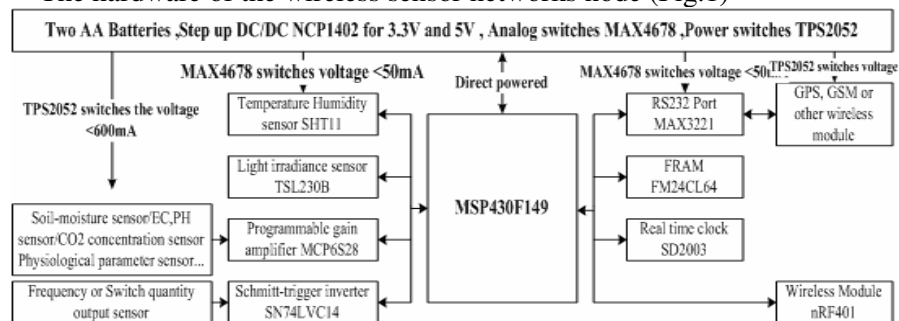 The hardware of the wireless sensor networks node (Fig.1)
Two AA Batteries ,Step up DC/DC NCP1402 for 3.3V and 5V , Analog switches MAX4678 ,Power switches TPS2052
MAX4678 switches voltage <50mA
Direct powered
MAX4678 switches voltage <50mA
TPS2052 switches voltage
TPS2052 switches the voltage
<600mA
Temperature Humidity
sensor SHT11
RS232 Port
MAX3221
GPS, GSM or
other wireless
module
Light irradiance sensor
TSL230B
MSP430F149
FRAM
FM24CL64
Soil-moisture sensor/EC,PH
sensor/CO2 concentration sensor
Physiological parameter sensor...
Programmable gain
amplifier MCP6S28
Real time clock
SD2003
Frequency or Switch quantity
output sensor
Schmitt-trigger inverter
SN74LVC14
Wireless Module
nRF401